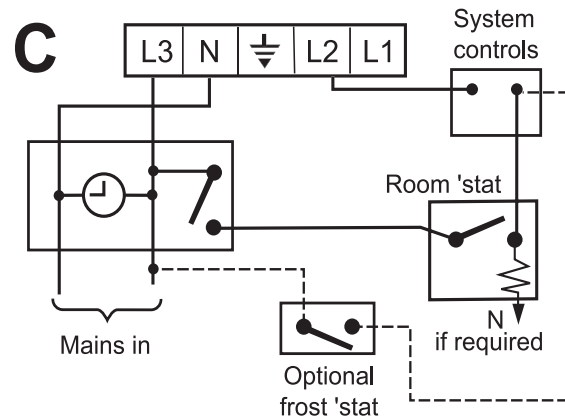 C
L3 N L2 L1
System
controls
Room 'stat
N
if required
Mains in
Optional
frost 'stat